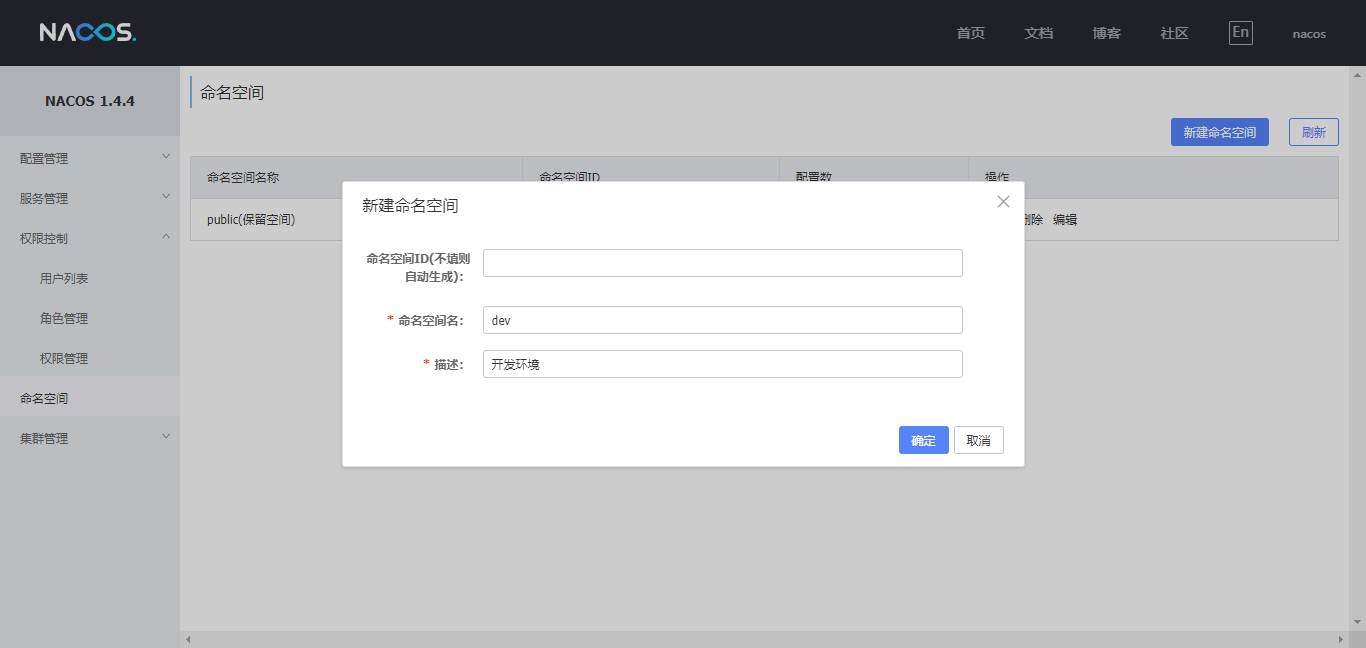 NACOS.
首页 文档 博客 社区 En nacos
NACOS 1.4.4
配置管理
服务管理
权限控制
用户列表
角色管理
权限管理
命名空间
集群管理
命名空间
新建命名空间 刷新
命名空间名称 命名空间ID 配置数 操作
public(保留空间) 删除 编辑
新建命名空间
命名空间ID(不填则
自动生成):
* 命名空间名: dev
* 描述: 开发环境
确定 取消